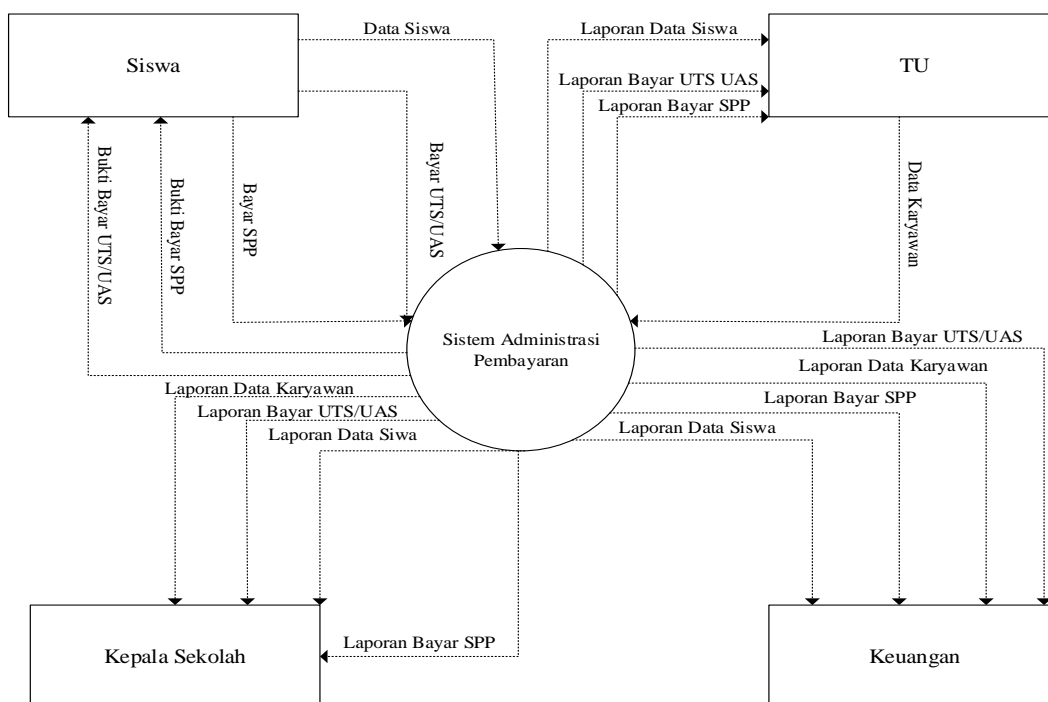 Data Siswa
Laporan Data Siswa
Siswa
TU
Laporan Bayar UTS UAS
Laporan Bayar SPP
Bukti Bayar UTS/UAS
Bukti Bayar SPP
Bayar SPP
Bayar UTS/UAS
Data Karyawan
Sistem Administrasi
Pembayaran
Laporan Bayar UTS/UAS
Laporan Data Karyawan
Laporan Bayar SPP
Laporan Data Siswa
Laporan Data Karyawan
Laporan Bayar UTS/UAS
Laporan Data Siwa
Laporan Bayar SPP
Kepala Sekolah
Keuangan